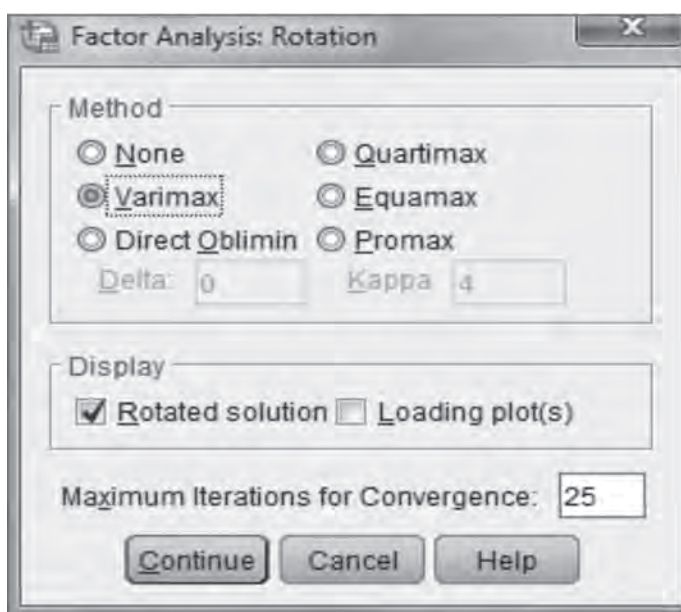 Factor Analysis: Rotation
Method
None
Quartimax
Varimax
Equamax
Direct Oblimin
Promax
Delta: 0
Kappa 4
Display
Rotated solution
Loading plot(s)
Maximum Iterations for Convergence: 25
Continue
Cancel
Help